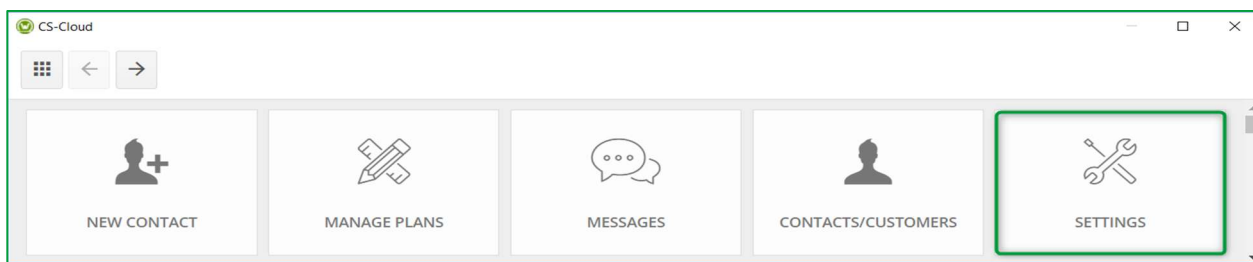 CS-Cloud
NEW CONTACT
MANAGE PLANS
MESSAGES
CONTACTS/CUSTOMERS
SETTINGS